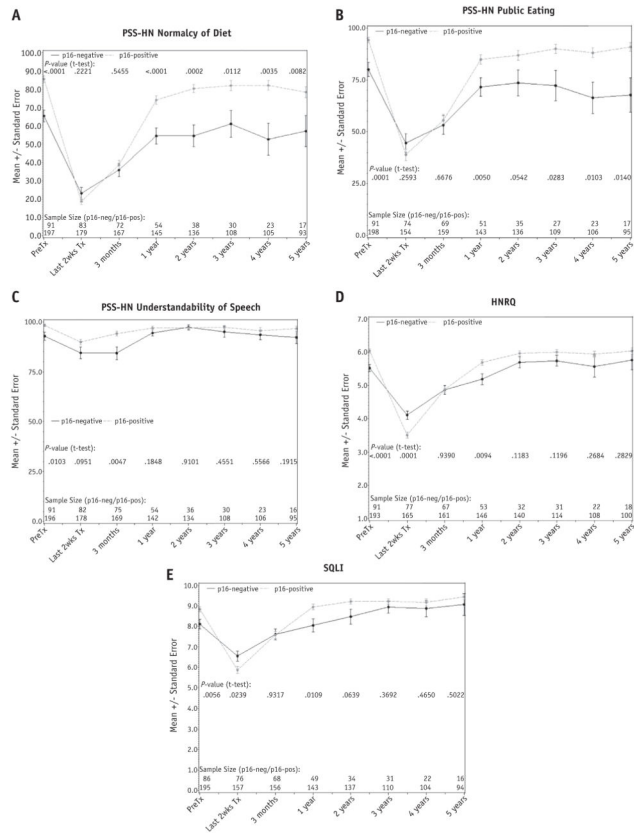 A
PSS-HN Normalcy of Diet
p16-negative p16-positive
P-value (t-test):
<.0001 .2221 .5455 <.0001 .0002 .0112 .0035 .0082
100.0
90.0
80.0
70.0
60.0
50.0
40.0
30.0
20.0
10.0
0.0
Mean +/- Standard Error
Sample Size (p16-neg/p16-pos):
91 83 72 54 38 30 23 17
197 179 167 145 136 108 105 93
PreTx
Last 2wks Tx
3 months
1 year
2 years
3 years
4 years
5 years
B
PSS-HN Public Eating
p16-negative p16-positive
100.0
75.0
50.0
25.0
0.0
Mean +/- Standard Error
P-value (t-test):
.0001 .2593 .6676 .0050 .0542 .0283 .0103 .0140
Sample Size (p16-neg/p16-pos):
91 74 69 51 35 27 23 17
198 154 159 143 136 109 106 95
PreTx
Last 2wks Tx
3 months
1 year
2 years
3 years
4 years
5 years
C
PSS-HN Understandability of Speech
100.0
75.0
50.0
25.0
0.0
Mean +/- Standard Error
p16-negative p16-positive
P-value (t-test):
.0103 .0951 .0047 .1848 .9101 .4551 .5566 .1915
Sample Size (p16-neg/p16-pos):
91 82 75 54 36 30 23 16
196 178 169 142 134 108 106 95
PreTx
Last 2wks Tx
3 months
1 year
2 years
3 years
4 years
5 years
D
HNRQ
p16-negative p16-positive
7.0
6.0
5.0
4.0
3.0
2.0
1.0
Mean +/- Standard Error
P-value (t-test):
<.0001 .0001 .9390 .0094 .1183 .1196 .2684 .2829
Sample Size (p16-neg/p16-pos):
91 77 67 53 32 31 22 18
193 165 161 146 140 114 108 100
PreTx
Last 2wks Tx
3 months
1 year
2 years
3 years
4 years
5 years
E
SQLI
p16-negative p16-positive
10.0
9.0
8.0
7.0
6.0
5.0
4.0
3.0
2.0
1.0
0.0
Mean +/- Standard Error
P-value (t-test):
.0056 .0239 .9317 .0109 .0639 .3692 .4650 .5022
Sample Size (p16-neg/p16-pos):
86 76 68 49 34 31 22 16
195 157 156 143 137 110 104 94
PreTx
Last 2wks Tx
3 months
1 year
2 years
3 years
4 years
5 years